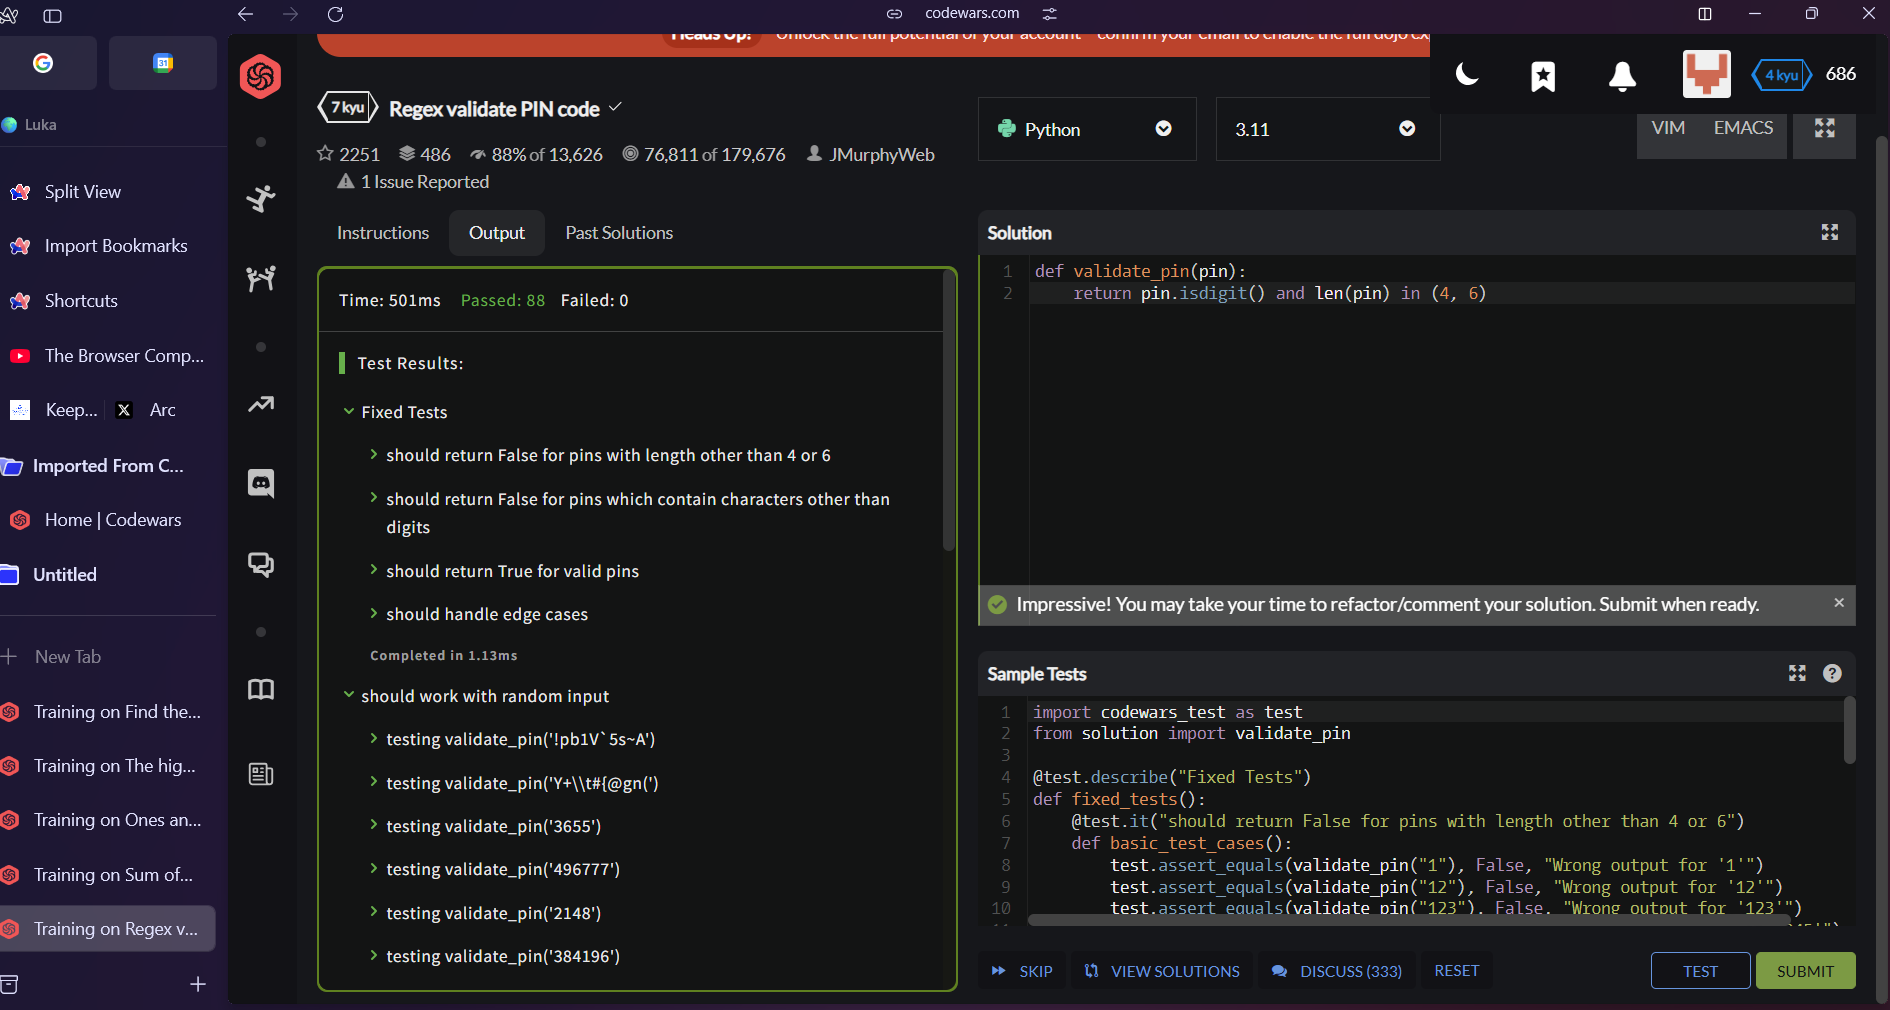 codewars.com
31
Luka
Split View
Import Bookmarks
Shortcuts
The Browser Comp...
Keep... Arc
Imported From C...
Home | Codewars
Untitled
New Tab
Training on Find the...
Training on The hig...
Training on Ones an...
Training on Sum of...
Training on Regex v...
Heads Up! Unlock the full potential of your account - confirm your email to enable the full dojo ex
4 kyu 686
7 kyu Regex validate PIN code
2251 486 88% of 13,626 76,811 of 179,676 JMurphyWeb
1 Issue Reported
Python
3.11
VIM EMACS
Instructions Output Past Solutions
Time: 501ms Passed: 88 Failed: 0
Test Results:
Fixed Tests
should return False for pins with length other than 4 or 6
should return False for pins which contain characters other than
digits
should return True for valid pins
should handle edge cases
Completed in 1.13ms
should work with random input
testing validate_pin('!pb1V`5s~A')
testing validate_pin('Y+\\t#{@gn(')
testing validate_pin('3655')
testing validate_pin('496777')
testing validate_pin('2148')
testing validate_pin('384196')
Solution
1 def validate_pin(pin):
2 return pin.isdigit() and len(pin) in (4, 6)
Impressive! You may take your time to refactor/comment your solution. Submit when ready.
Sample Tests
1 import codewars_test as test
2 from solution import validate_pin
3
4 @test.describe("Fixed Tests")
5 def fixed_tests():
6 @test.it("should return False for pins with length other than 4 or 6")
7 def basic_test_cases():
8 test.assert_equals(validate_pin("1"), False, "Wrong output for '1'")
9 test.assert_equals(validate_pin("12"), False, "Wrong output for '12'")
10 test.assert_equals(validate_pin("123"), False, "Wrong output for '123'")
SKIP VIEW SOLUTIONS DISCUSS (333) RESET
TEST SUBMIT